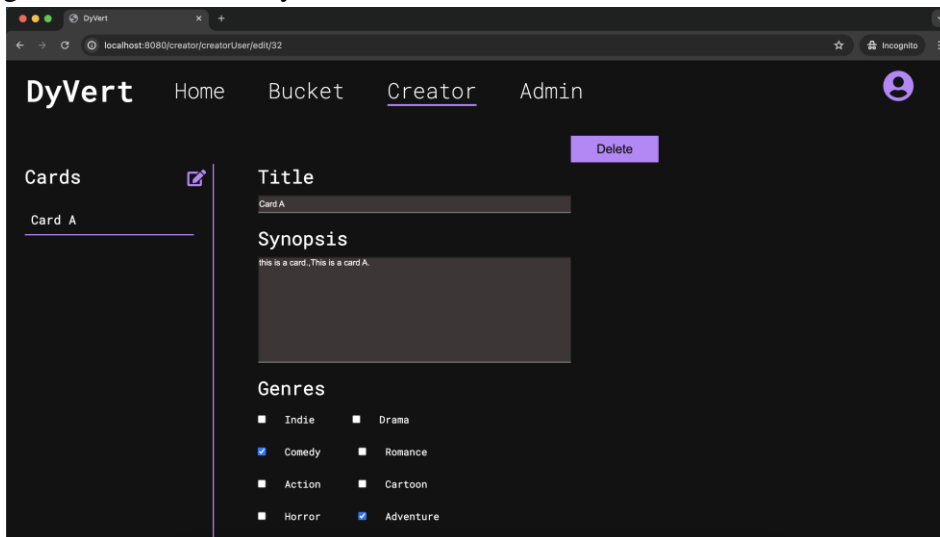 DyVert
localhost:8080/creator/creatorUser/edit/32
Incognito
DyVert Home Bucket Creator Admin
Delete
Cards
Card A
Title
Card A
Synopsis
this is a card.,This is a card A.
Genres
Indie Drama
Comedy Romance
Action Cartoon
Horror Adventure